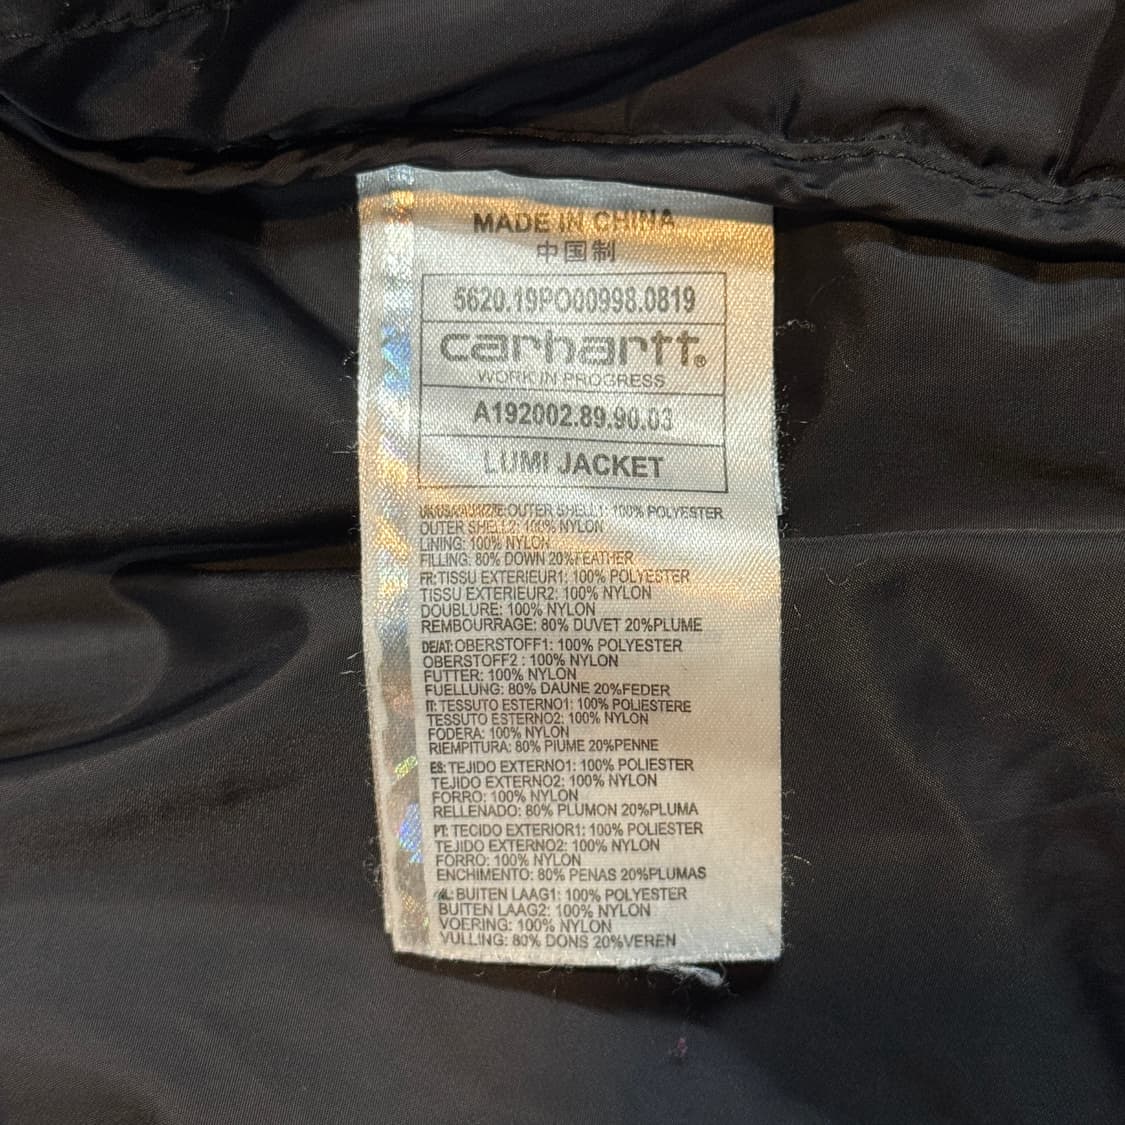 MADE IN CHINA
中国制
5620.19PO00998.0819
carhartt®
WORK IN PROGRESS
A192002.89.90.03
LUMI JACKET
OUTER SHELL1: 100% POLYESTER
OUTER SHELL2: 100% NYLON
LINING: 100% NYLON
FILLING: 80% DOWN 20%FEATHER
FR:TISSU EXTERIEUR1: 100% POLYESTER
TISSU EXTERIEUR2: 100% NYLON
DOUBLURE: 100% NYLON
REMBOURRAGE: 80% DUVET 20%PLUME
DE/AT:OBERSTOFF1: 100% POLYESTER
OBERSTOFF2 : 100% NYLON
FUTTER: 100% NYLON
FUELLUNG: 80% DAUNE 20%FEDER
IT:TESSUTO ESTERNO1: 100% POLIESTERE
TESSUTO ESTERNO2: 100% NYLON
FODERA: 100% NYLON
RIEMPITURA: 80% PIUME 20%PENNE
ES:TEJIDO EXTERNO1: 100% POLIESTER
TEJIDO EXTERNO2: 100% NYLON
FORRO: 100% NYLON
RELLENADO: 80% PLUMON 20%PLUMA
PT: TECIDO EXTERIOR1: 100% POLIESTER
TEJIDO EXTERNO2: 100% NYLON
FORRO: 100% NYLON
ENCHIMENTO: 80% PENAS 20%PLUMAS
BUITEN LAAG1: 100% POLYESTER
BUITEN LAAG2: 100% NYLON
VOERING: 100% NYLON
VULLING: 80% DONS 20%VEREN